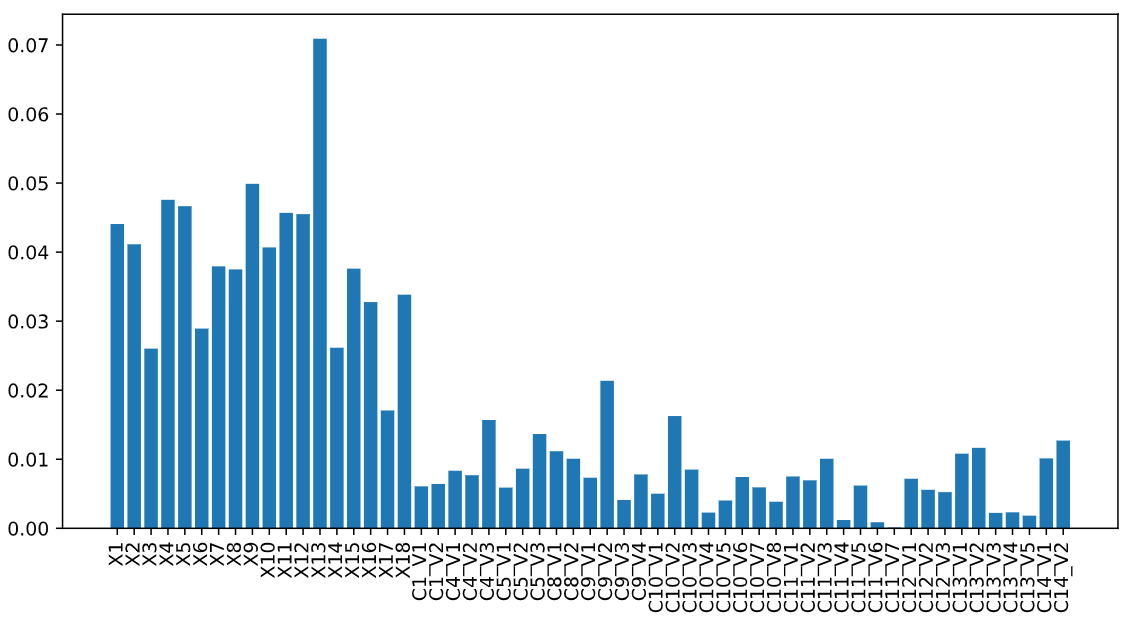 0.07
0.06
0.05
0.04
0.03
0.02
0.01
0.00
X1
X2
X3
X4
X5
X6
X7
X8
X9
X10
X11
X12
X13
X14
X15
X16
X17
X18
C1_V1
C1_V2
C4_V1
C4_V2
C4_V3
C5_V1
C5_V2
C5_V3
C8_V1
C8_V2
C9_V1
C9_V2
C9_V3
C9_V4
C10_V1
C10_V2
C10_V3
C10_V4
C10_V5
C10_V6
C10_V7
C10_V8
C11_V1
C11_V2
C11_V3
C11_V4
C11_V5
C11_V6
C11_V7
C12_V1
C12_V2
C12_V3
C13_V1
C13_V2
C13_V3
C13_V4
C13_V5
C14_V1
C14_V2